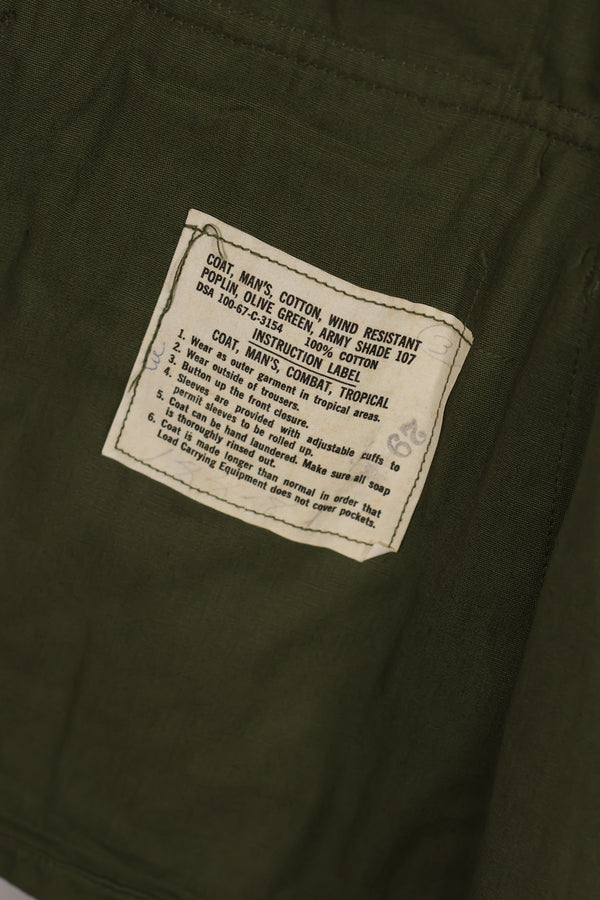 COAT, MAN'S, COTTON, WIND RESISTANT
POPLIN, OLIVE GREEN, ARMY SHADE 107
DSA 100-67-C-3154 100% COTTON
INSTRUCTION LABEL
COAT, MAN'S, COMBAT, TROPICAL
1. Wear as outer garment in tropical areas.
2. Wear outside of trousers.
3. Button up the front closure.
4. Sleeves are provided with adjustable cuffs to
permit sleeves to be rolled up.
5. Coat can be hand laundered. Make sure all soap
is thoroughly rinsed out.
6. Coat is made longer than normal in order that
Load Carrying Equipment does not cover pockets.
29
3